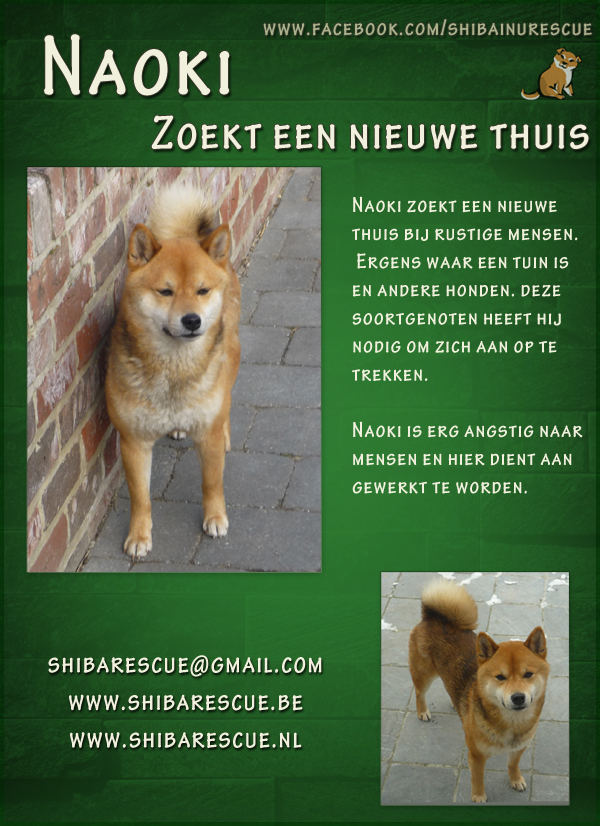 www.facebook.com/shibainurescue
Naoki
Zoekt een nieuwe thuis
Naoki zoekt een nieuwe
thuis bij rustige mensen.
Ergens waar een tuin is
en andere honden. deze
soortgenoten heeft hij
nodig om zich aan op te
trekken.
Naoki is erg angstig naar
mensen en hier dient aan
gewerkt te worden.
shibarescue@gmail.com
www.shibarescue.be
www.shibarescue.nl